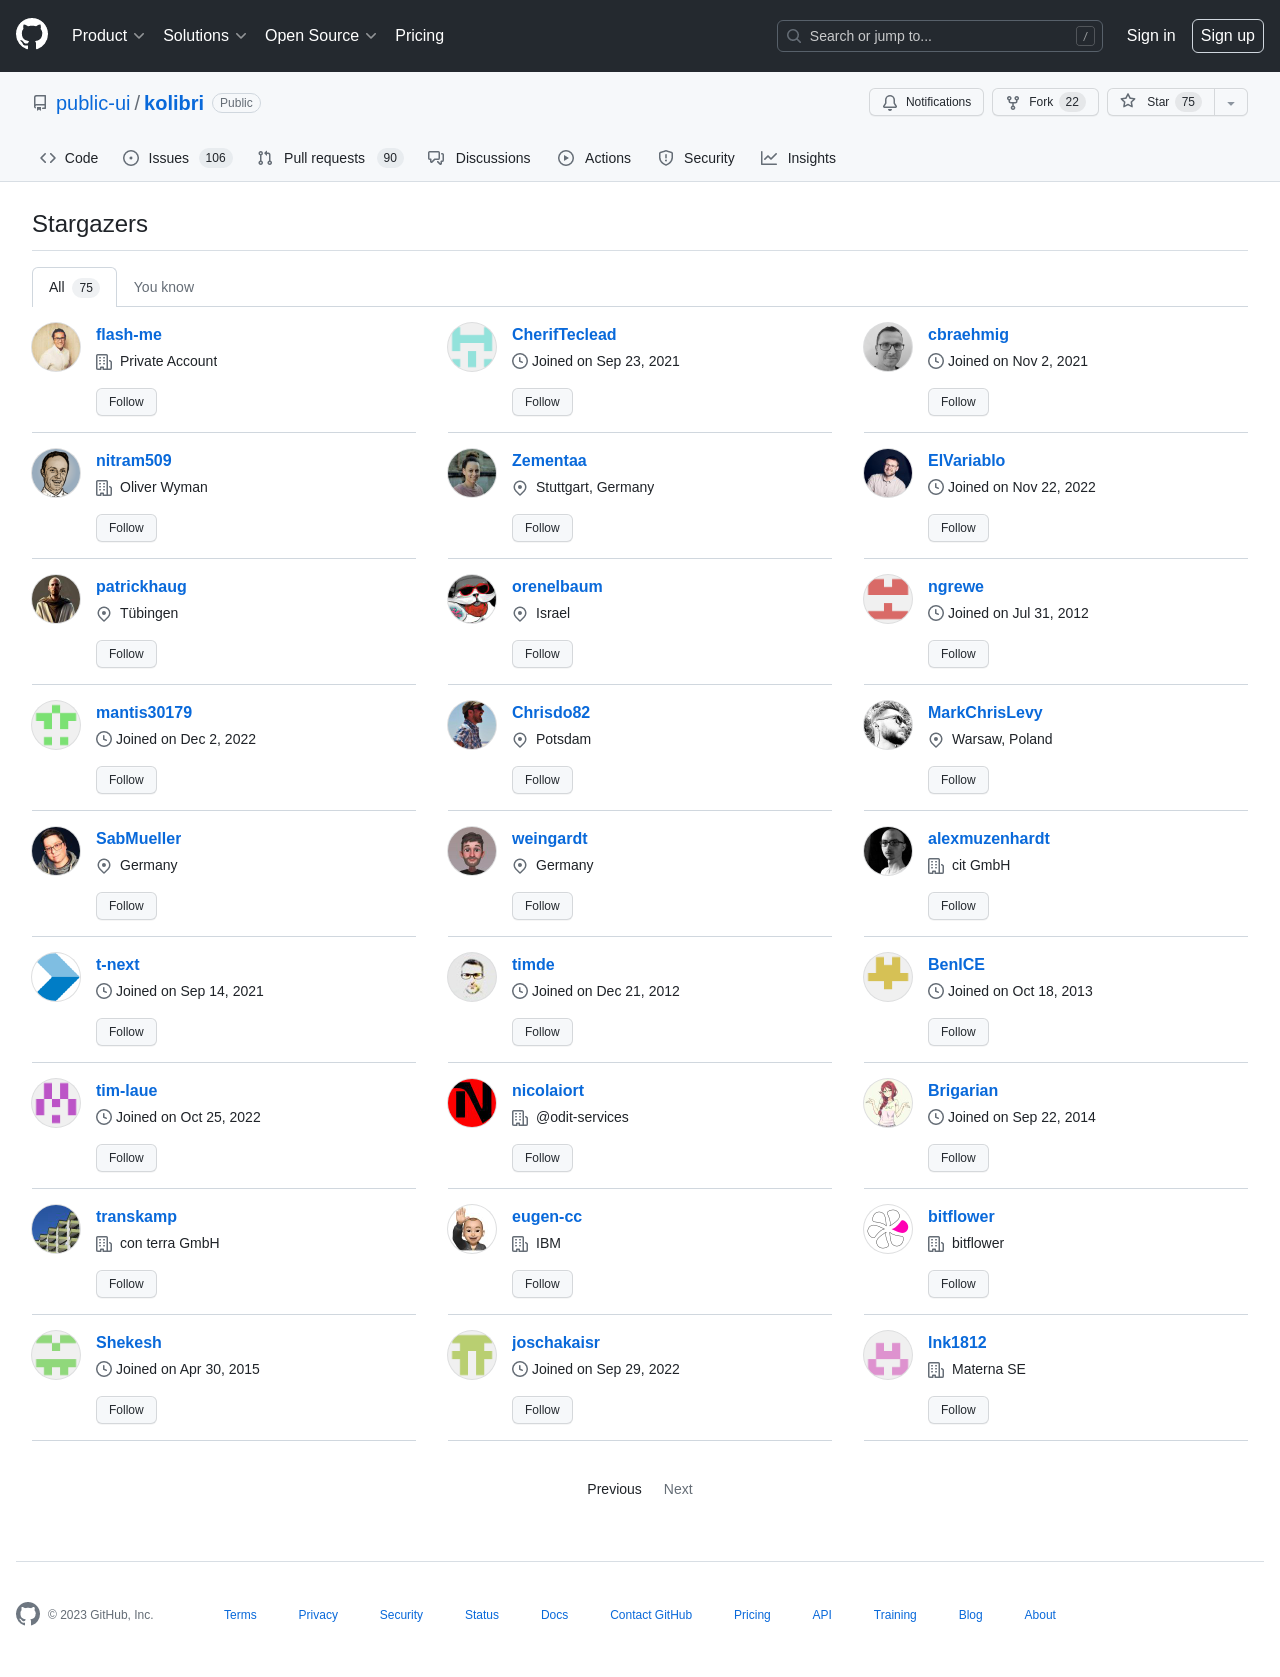 Product Solutions Open Source Pricing Search or jump to... / Sign in Sign up
public-ui / kolibri Public Notifications Fork 22 Star 75
Code Issues 106 Pull requests 90 Discussions Actions Security Insights
Stargazers
All 75 You know
flash-me CherifTeclead cbraehmig
Private Account Joined on Sep 23, 2021 Joined on Nov 2, 2021
Follow Follow Follow
nitram509 Zementaa ElVariablo
Oliver Wyman Stuttgart, Germany Joined on Nov 22, 2022
Follow Follow Follow
patrickhaug orenelbaum ngrewe
Tübingen Israel Joined on Jul 31, 2012
Follow Follow Follow
mantis30179 Chrisdo82 MarkChrisLevy
Joined on Dec 2, 2022 Potsdam Warsaw, Poland
Follow Follow Follow
SabMueller weingardt alexmuzenhardt
Germany Germany cit GmbH
Follow Follow Follow
t-next timde BenICE
Joined on Sep 14, 2021 Joined on Dec 21, 2012 Joined on Oct 18, 2013
Follow Follow Follow
tim-laue nicolaiort Brigarian
Joined on Oct 25, 2022 @odit-services Joined on Sep 22, 2014
Follow Follow Follow
transkamp eugen-cc bitflower
con terra GmbH IBM bitflower
Follow Follow Follow
Shekesh joschakaisr lnk1812
Joined on Apr 30, 2015 Joined on Sep 29, 2022 Materna SE
Follow Follow Follow
Previous Next
© 2023 GitHub, Inc. Terms Privacy Security Status Docs Contact GitHub Pricing API Training Blog About